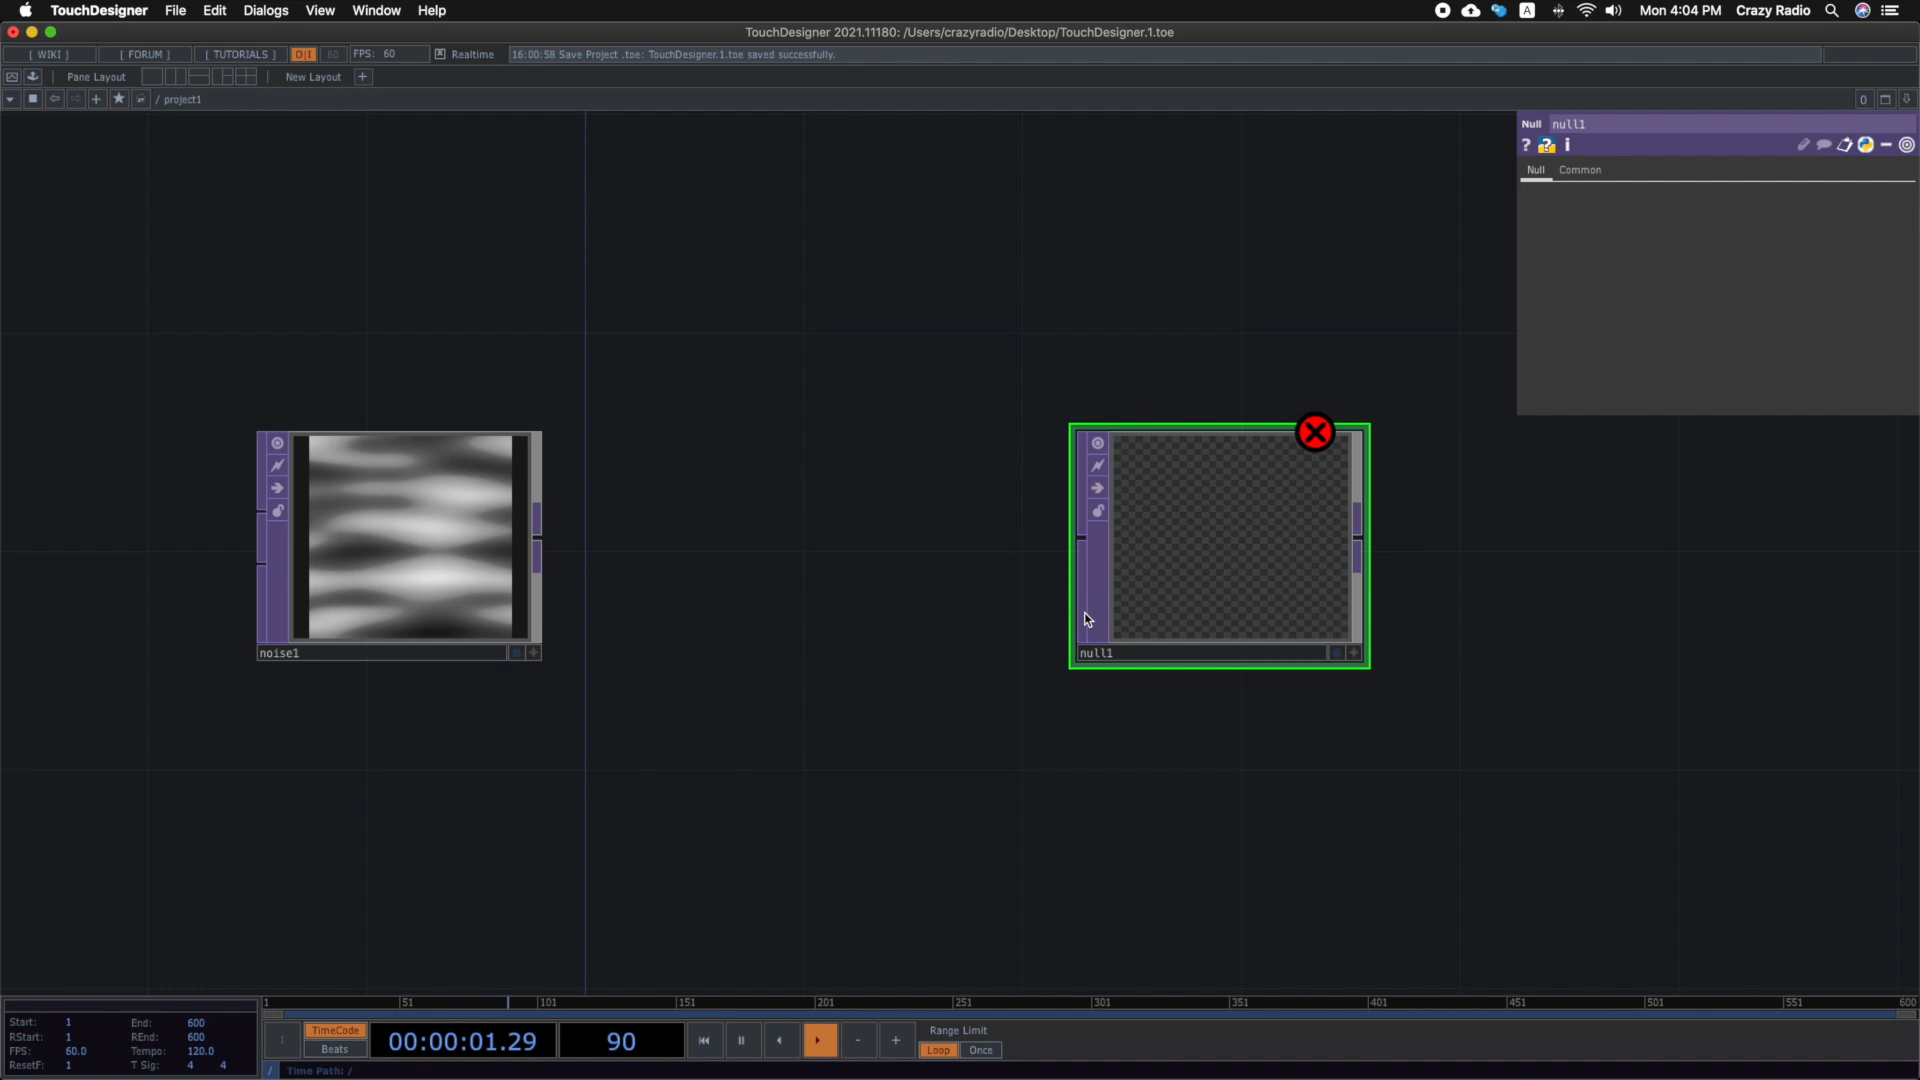 TouchDesigner File Edit Dialogs View Window Help A Mon 4:04 PM Crazy Radio
TouchDesigner 2021.11180: /Users/crazyradio/Desktop/TouchDesigner.1.toe
[ WIKI ] [ FORUM ] [ TUTORIALS ] O|I 60 FPS: 60 Realtime 16:00:58 Save Project .toe: TouchDesigner.1.toe saved successfully.
Pane Layout New Layout +
/ project1 0
Null null1
? ? i
Null Common
noise1
null1
1 51 101 151 201 251 301 351 401 451 501 551 600
Start: 1 End: 600
RStart: 1 REnd: 600
FPS: 60.0 Tempo: 120.0
ResetF: 1 T Sig: 4 4
TimeCode
Beats
00:00:01.29 90 - +
Range Limit
Loop Once
/ Time Path: /